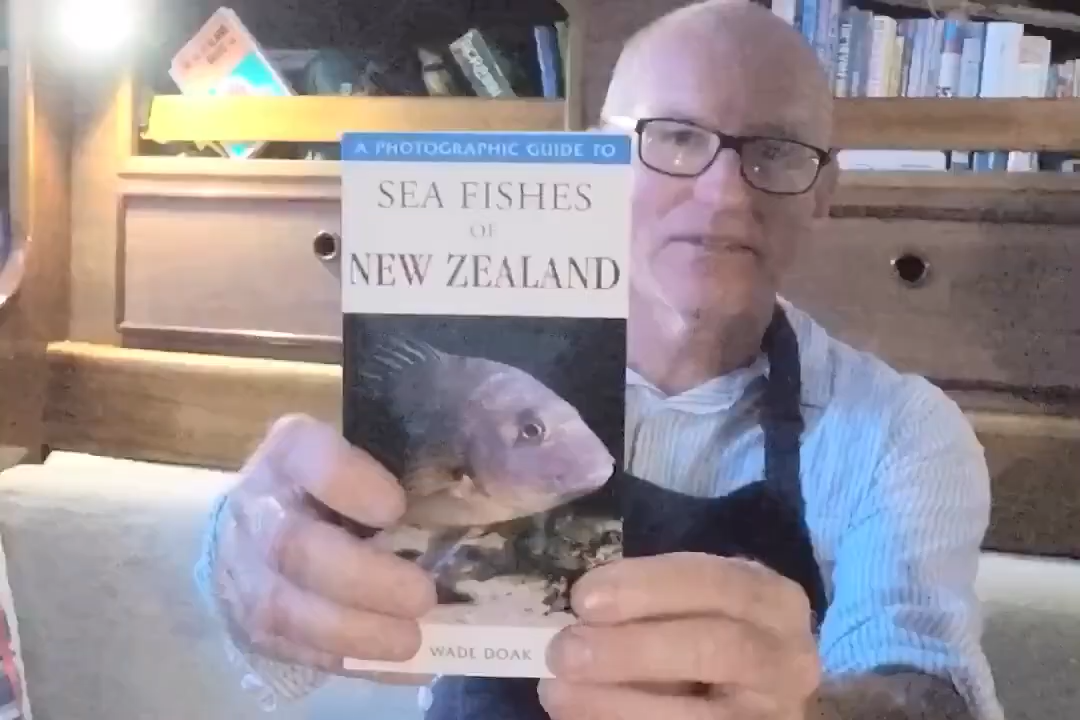 A PHOTOGRAPHIC GUIDE TO
SEA FISHES
OF
NEW ZEALAND
WADE DOAK